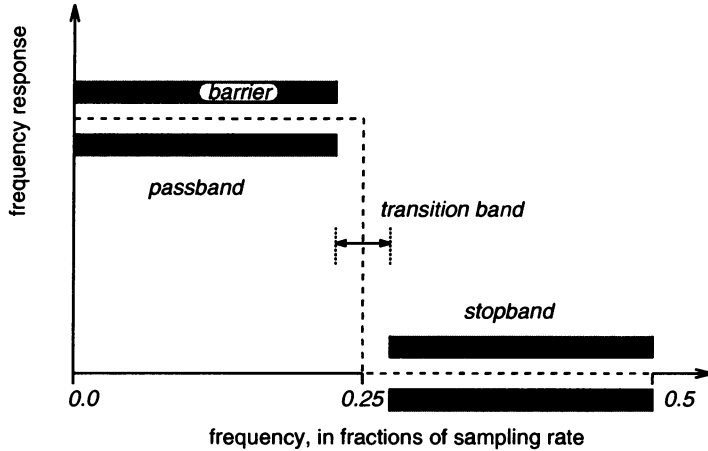 frequency response
barrier
passband
transition band
stopband
0.0
0.25
0.5
frequency, in fractions of sampling rate